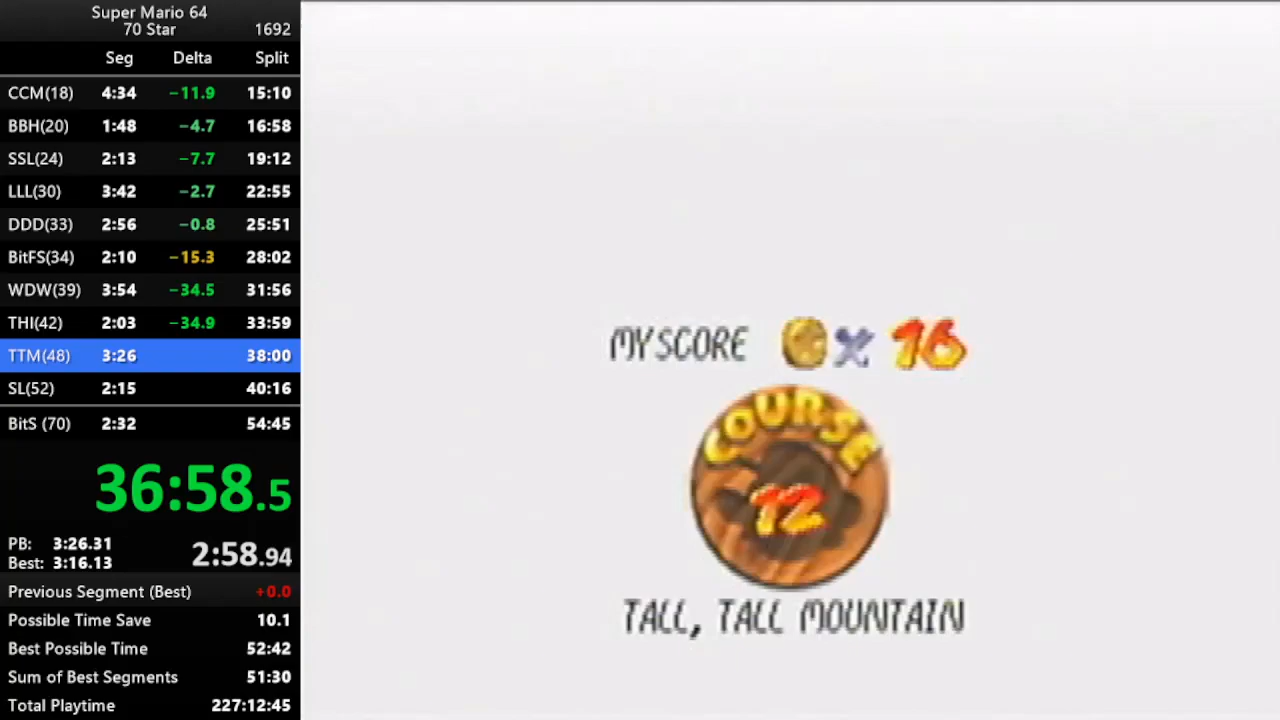 Super Mario 64
70 Star 1692
Seg Delta Split
CCM(18) 4:34 −11.9 15:10
BBH(20) 1:48 −4.7 16:58
SSL(24) 2:13 −7.7 19:12
LLL(30) 3:42 −2.7 22:55
DDD(33) 2:56 −0.8 25:51
BitFS(34) 2:10 −15.3 28:02
WDW(39) 3:54 −34.5 31:56
THI(42) 2:03 −34.9 33:59
TTM(48) 3:26 38:00
SL(52) 2:15 40:16
BitS (70) 2:32 54:45
36:58.5
PB: 3:26.31
Best: 3:16.13
2:58.94
Previous Segment (Best) +0.0
Possible Time Save 10.1
Best Possible Time 52:42
Sum of Best Segments 51:30
Total Playtime 227:12:45
MY SCORE × 16
COURSE
12
TALL, TALL MOUNTAIN